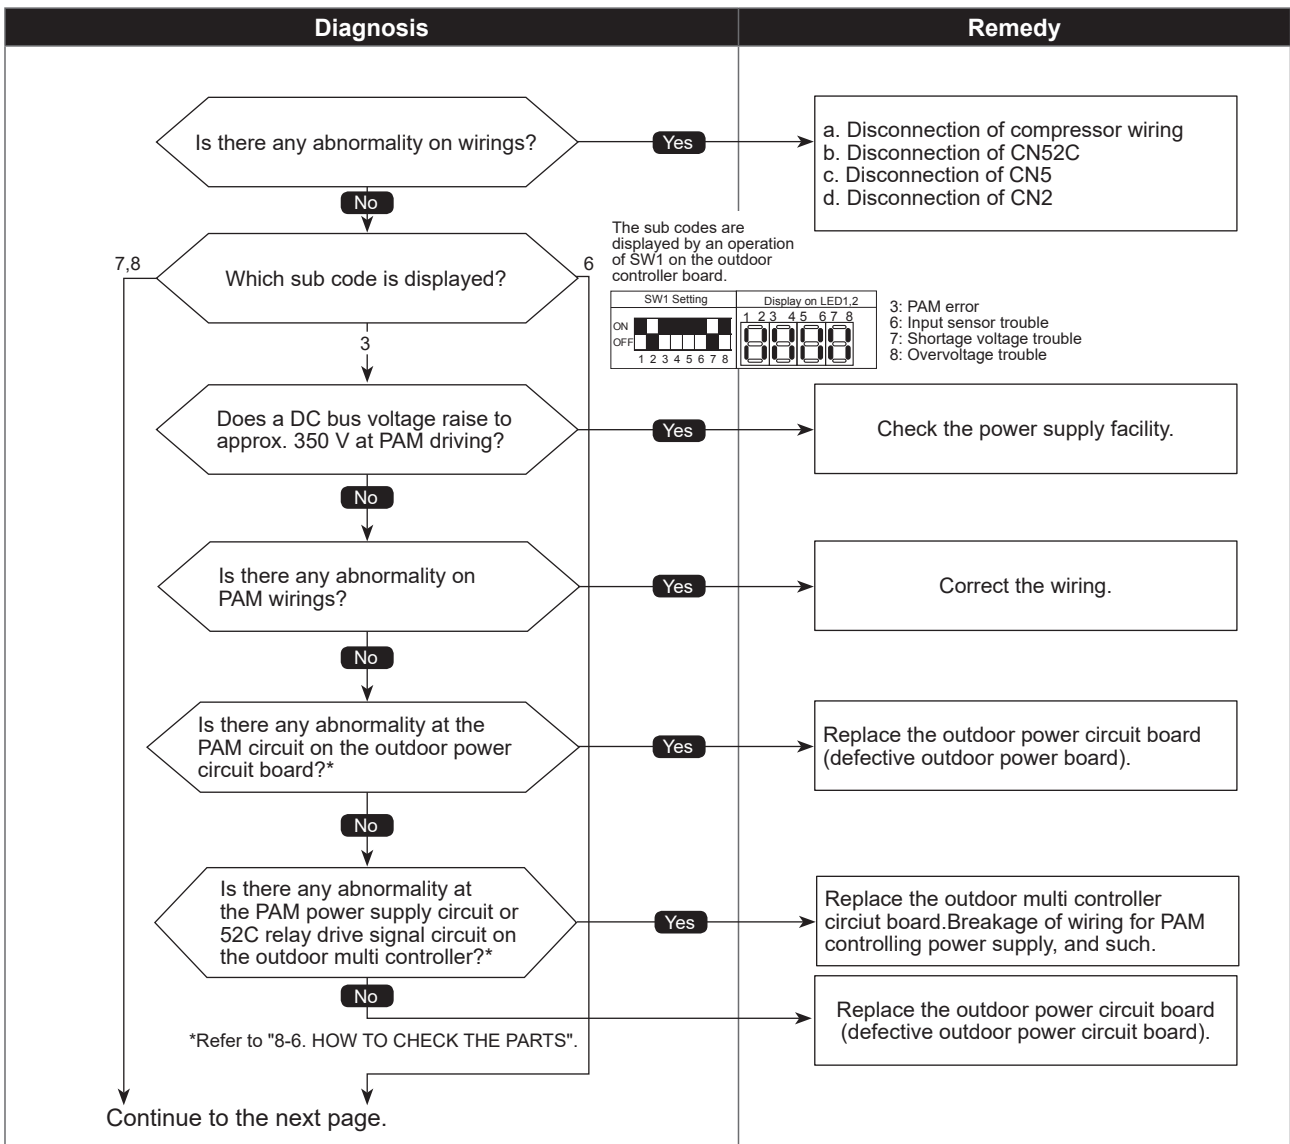 Diagnosis
Remedy
Is there any abnormality on wirings?
Yes
a. Disconnection of compressor wiring
b. Disconnection of CN52C
c. Disconnection of CN5
d. Disconnection of CN2
No
The sub codes are
displayed by an operation
of SW1 on the outdoor
controller board.
7,8
Which sub code is displayed?
6
SW1 Setting
Display on LED1,2
ON
OFF
1 2 3 4 5 6 7 8
1 2 3 4 5 6 7 8
3: PAM error
6: Input sensor trouble
7: Shortage voltage trouble
8: Overvoltage trouble
3
Does a DC bus voltage raise to
approx. 350 V at PAM driving?
Yes
Check the power supply facility.
No
Is there any abnormality on
PAM wirings?
Yes
Correct the wiring.
No
Is there any abnormality at the
PAM circuit on the outdoor power
circuit board?*
Yes
Replace the outdoor power circuit board
(defective outdoor power board).
No
Is there any abnormality at
the PAM power supply circuit or
52C relay drive signal circuit on
the outdoor multi controller?*
Yes
Replace the outdoor multi controller
circiut board.Breakage of wiring for PAM
controlling power supply, and such.
No
Replace the outdoor power circuit board
(defective outdoor power circuit board).
*Refer to "8-6. HOW TO CHECK THE PARTS".
Continue to the next page.